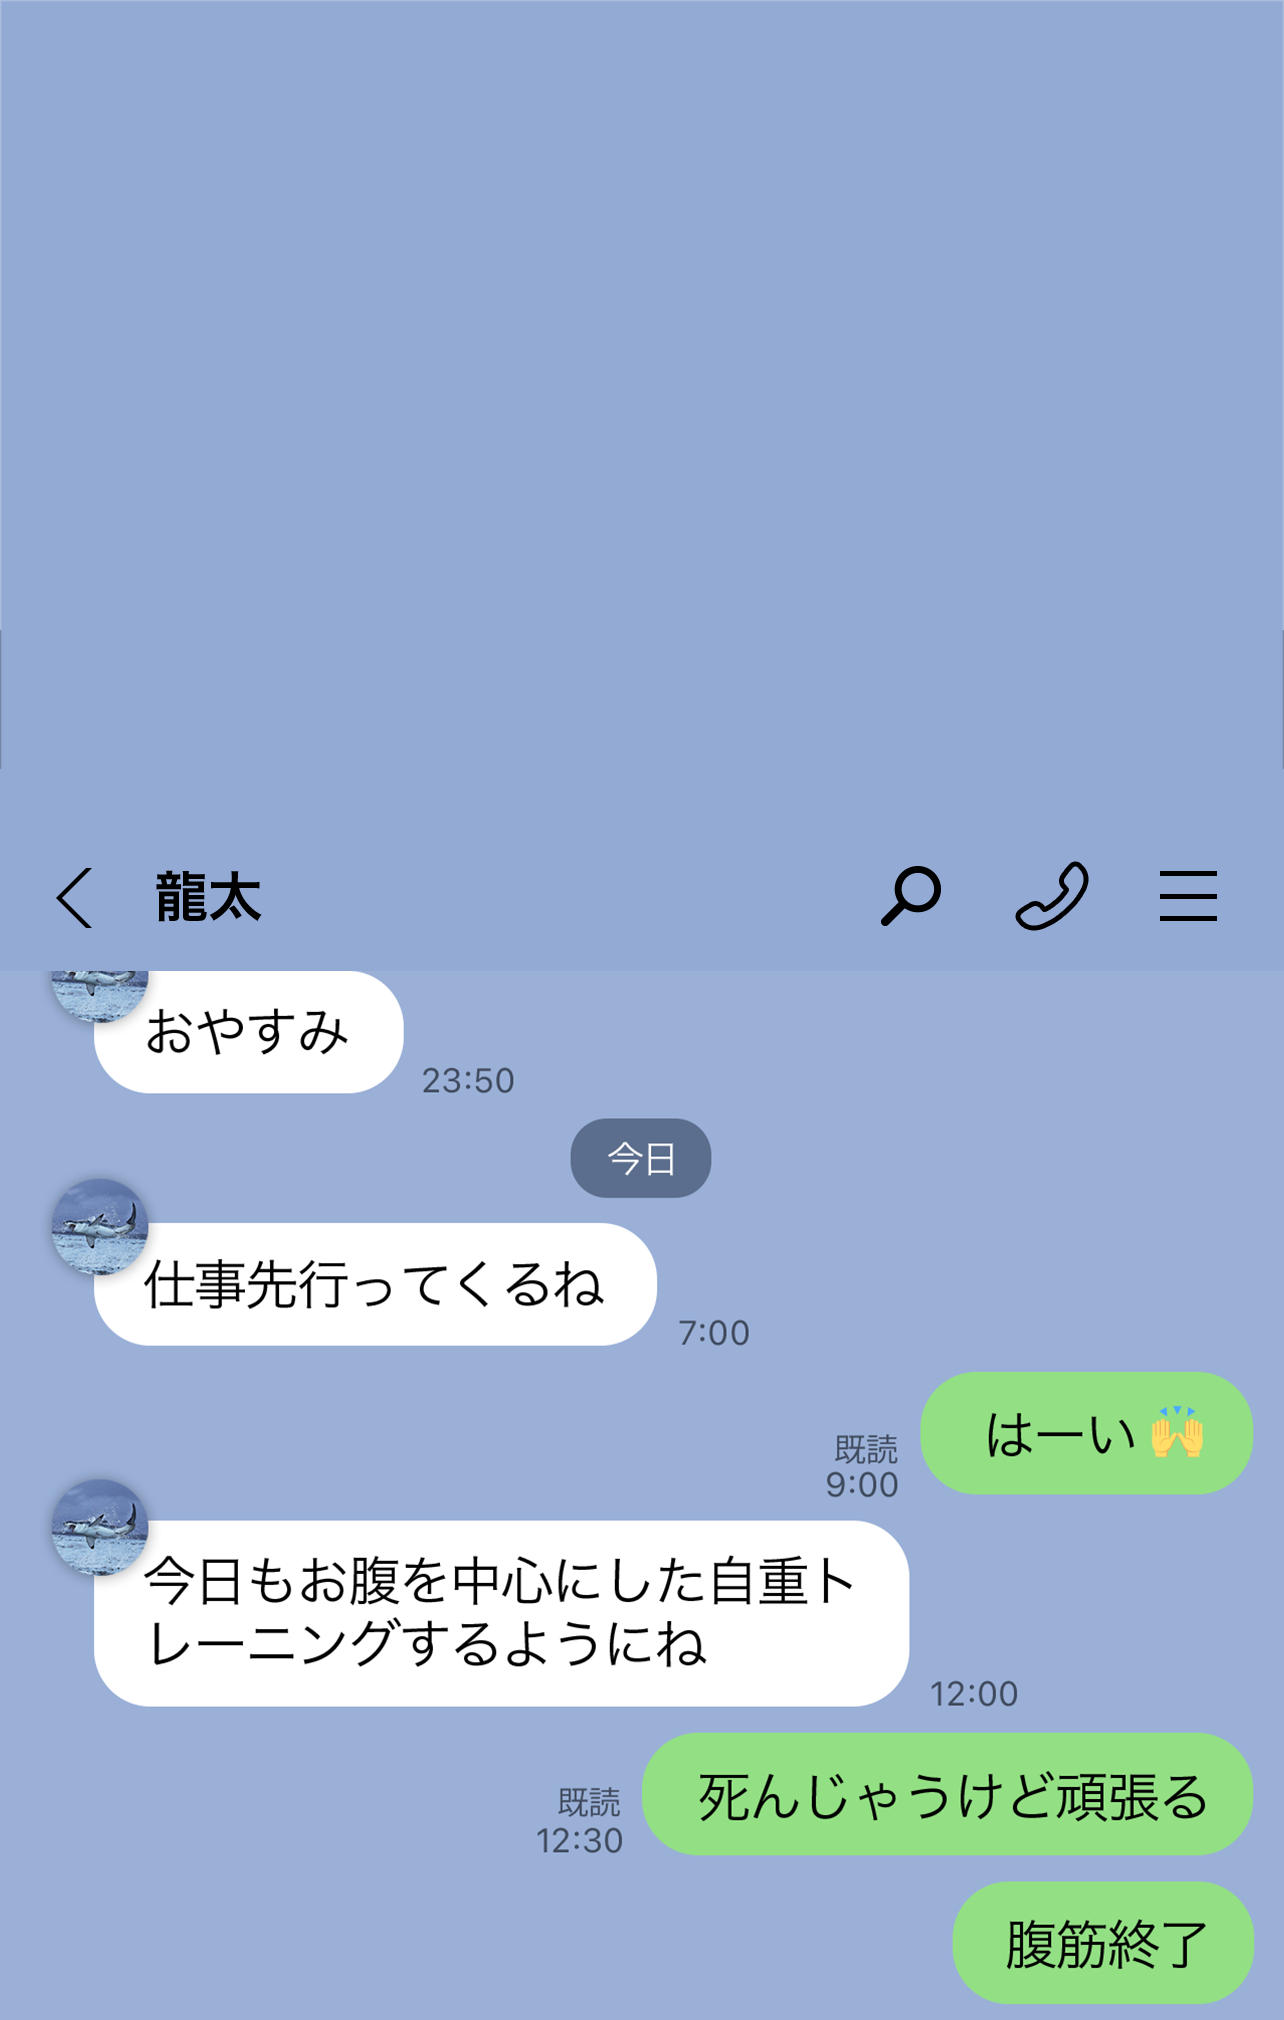 龍太
おやすみ
23:50
今日
仕事先行ってくるね
7:00
はーい🙌
既読
9:00
今日もお腹を中心にした自重ト
レーニングするようにね
12:00
死んじゃうけど頑張る
既読
12:30
腹筋終了